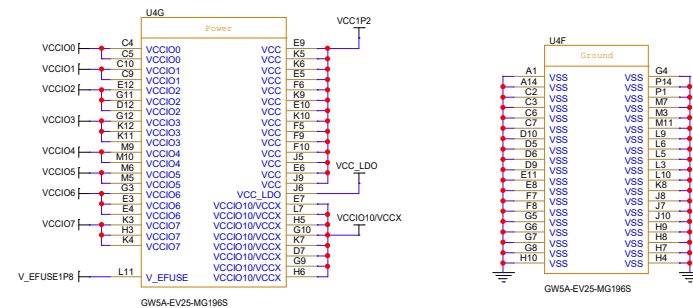 U4G
Power
VCC1P2
VCCIO0 C4 VCCIO0 VCC E9
C5 VCCIO0 VCC K5
VCCIO1 C10 VCCIO1 VCC K6
C9 VCCIO1 VCC E5
VCCIO2 E12 VCCIO2 VCC F6
G11 VCCIO2 VCC K9
D12 VCCIO2 VCC E10
VCCIO3 G12 VCCIO3 VCC K10
K12 VCCIO3 VCC F5
K11 VCCIO3 VCC F9
VCCIO4 M9 VCCIO4 VCC F10
M10 VCCIO4 VCC J5
VCCIO5 M6 VCCIO5 VCC E6
M5 VCCIO5 VCC J9
VCC_LDO
VCCIO6 G3 VCCIO6 VCC_LDO J6
E3 VCCIO6 VCCIO10/VCCX E7
E4 VCCIO6 VCCIO10/VCCX L7
VCCIO7 K3 VCCIO7 VCCIO10/VCCX H5
VCCIO10/VCCX
H3 VCCIO7 VCCIO10/VCCX G10
K4 VCCIO7 VCCIO10/VCCX K7
VCCIO10/VCCX D7
VCCIO10/VCCX G9
V_EFUSE1P8 L11 V_EFUSE VCCIO10/VCCX H6
GW5A-EV25-MG196S
U4F
Ground
A1 VSS VSS G4
A14 VSS VSS P14
C2 VSS VSS P1
C3 VSS VSS M7
C6 VSS VSS M3
C7 VSS VSS M11
D10 VSS VSS L9
D5 VSS VSS L6
D6 VSS VSS L5
D9 VSS VSS L3
E11 VSS VSS L10
E8 VSS VSS K8
F7 VSS VSS J8
F8 VSS VSS J7
G5 VSS VSS J10
G6 VSS VSS H9
G7 VSS VSS H8
G8 VSS VSS H7
H10 VSS VSS H4
GW5A-EV25-MG196S